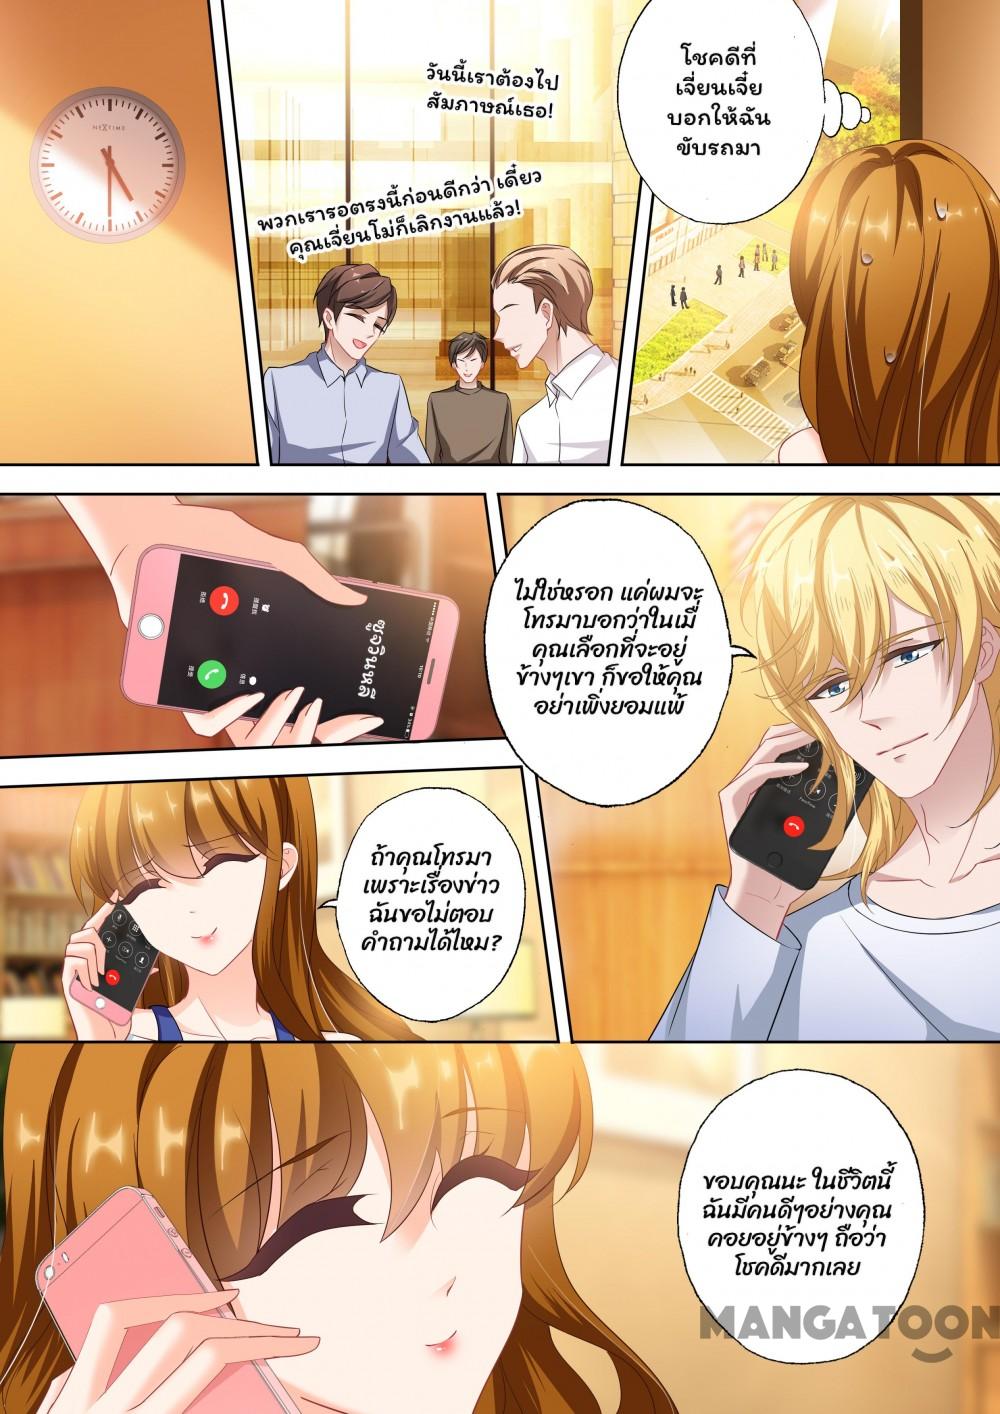 NEXTIME
วันนี้เราต้องไป
สัมภาษณ์เธอ!
พวกเรารอตรงนี้ก่อนดีกว่า เดี๋ยว
คุณเจี่ยนโม่ก็เลิกงานแล้ว!
โชคดีที่
เจี่ยนเจี๋ย
บอกให้ฉัน
ขับรถมา
ซูจวินหลี
ไม่ใช่หรอก แค่ผมจะ
โทรมาบอกว่าในเมื่
คุณเลือกที่จะอยู่
ข้างๆเขา ก็ขอให้คุณ
อย่าเพิ่งยอมแพ้
ถ้าคุณโทรมา
เพราะเรื่องข่าว
ฉันขอไม่ตอบ
คำถามได้ไหม?
ขอบคุณนะ ในชีวิตนี้
ฉันมีคนดีๆอย่างคุณ
คอยอยู่ข้างๆ ถือว่า
โชคดีมากเลย
MANGATOON